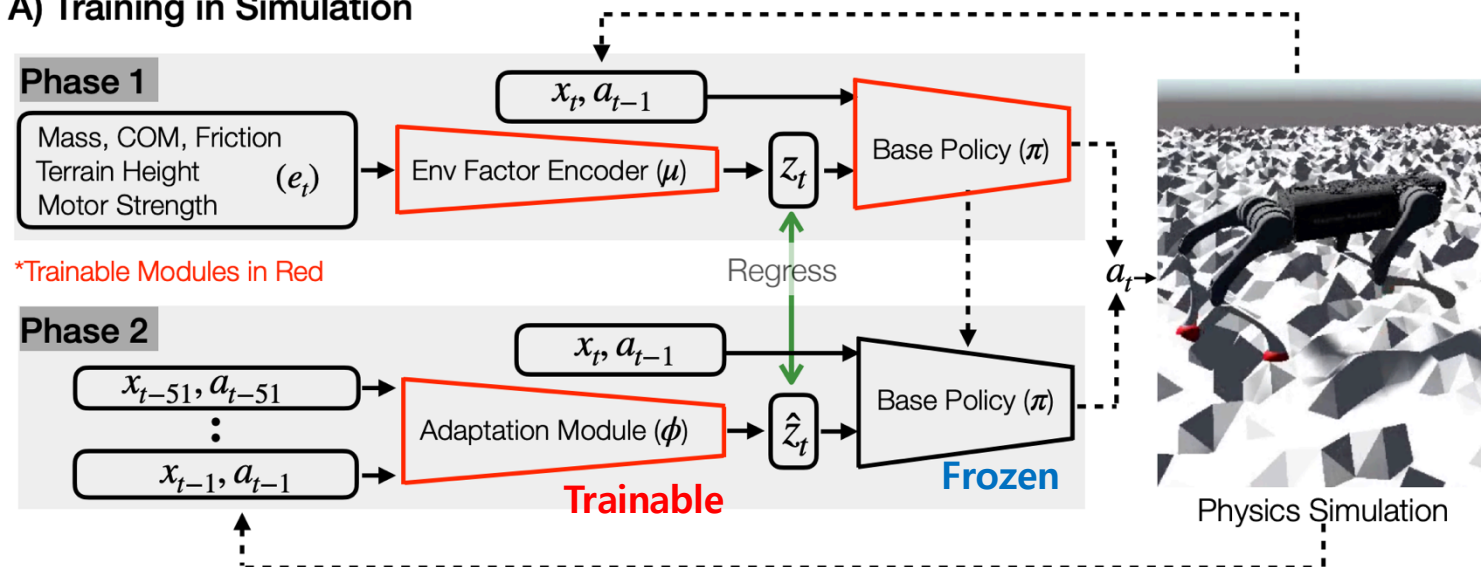 A) Training in Simulation
Phase 1
x_t, a_{t−1}
Mass, COM, Friction
Terrain Height
(e_t)
Motor Strength
Env Factor Encoder (μ)
z_t
Base Policy (π)
*Trainable Modules in Red
Regress
a_t
Phase 2
x_t, a_{t−1}
x_{t−51}, a_{t−51}
⋮
x_{t−1}, a_{t−1}
Adaptation Module (ϕ)
ẑ_t
Base Policy (π)
Trainable
Frozen
Physics Simulation